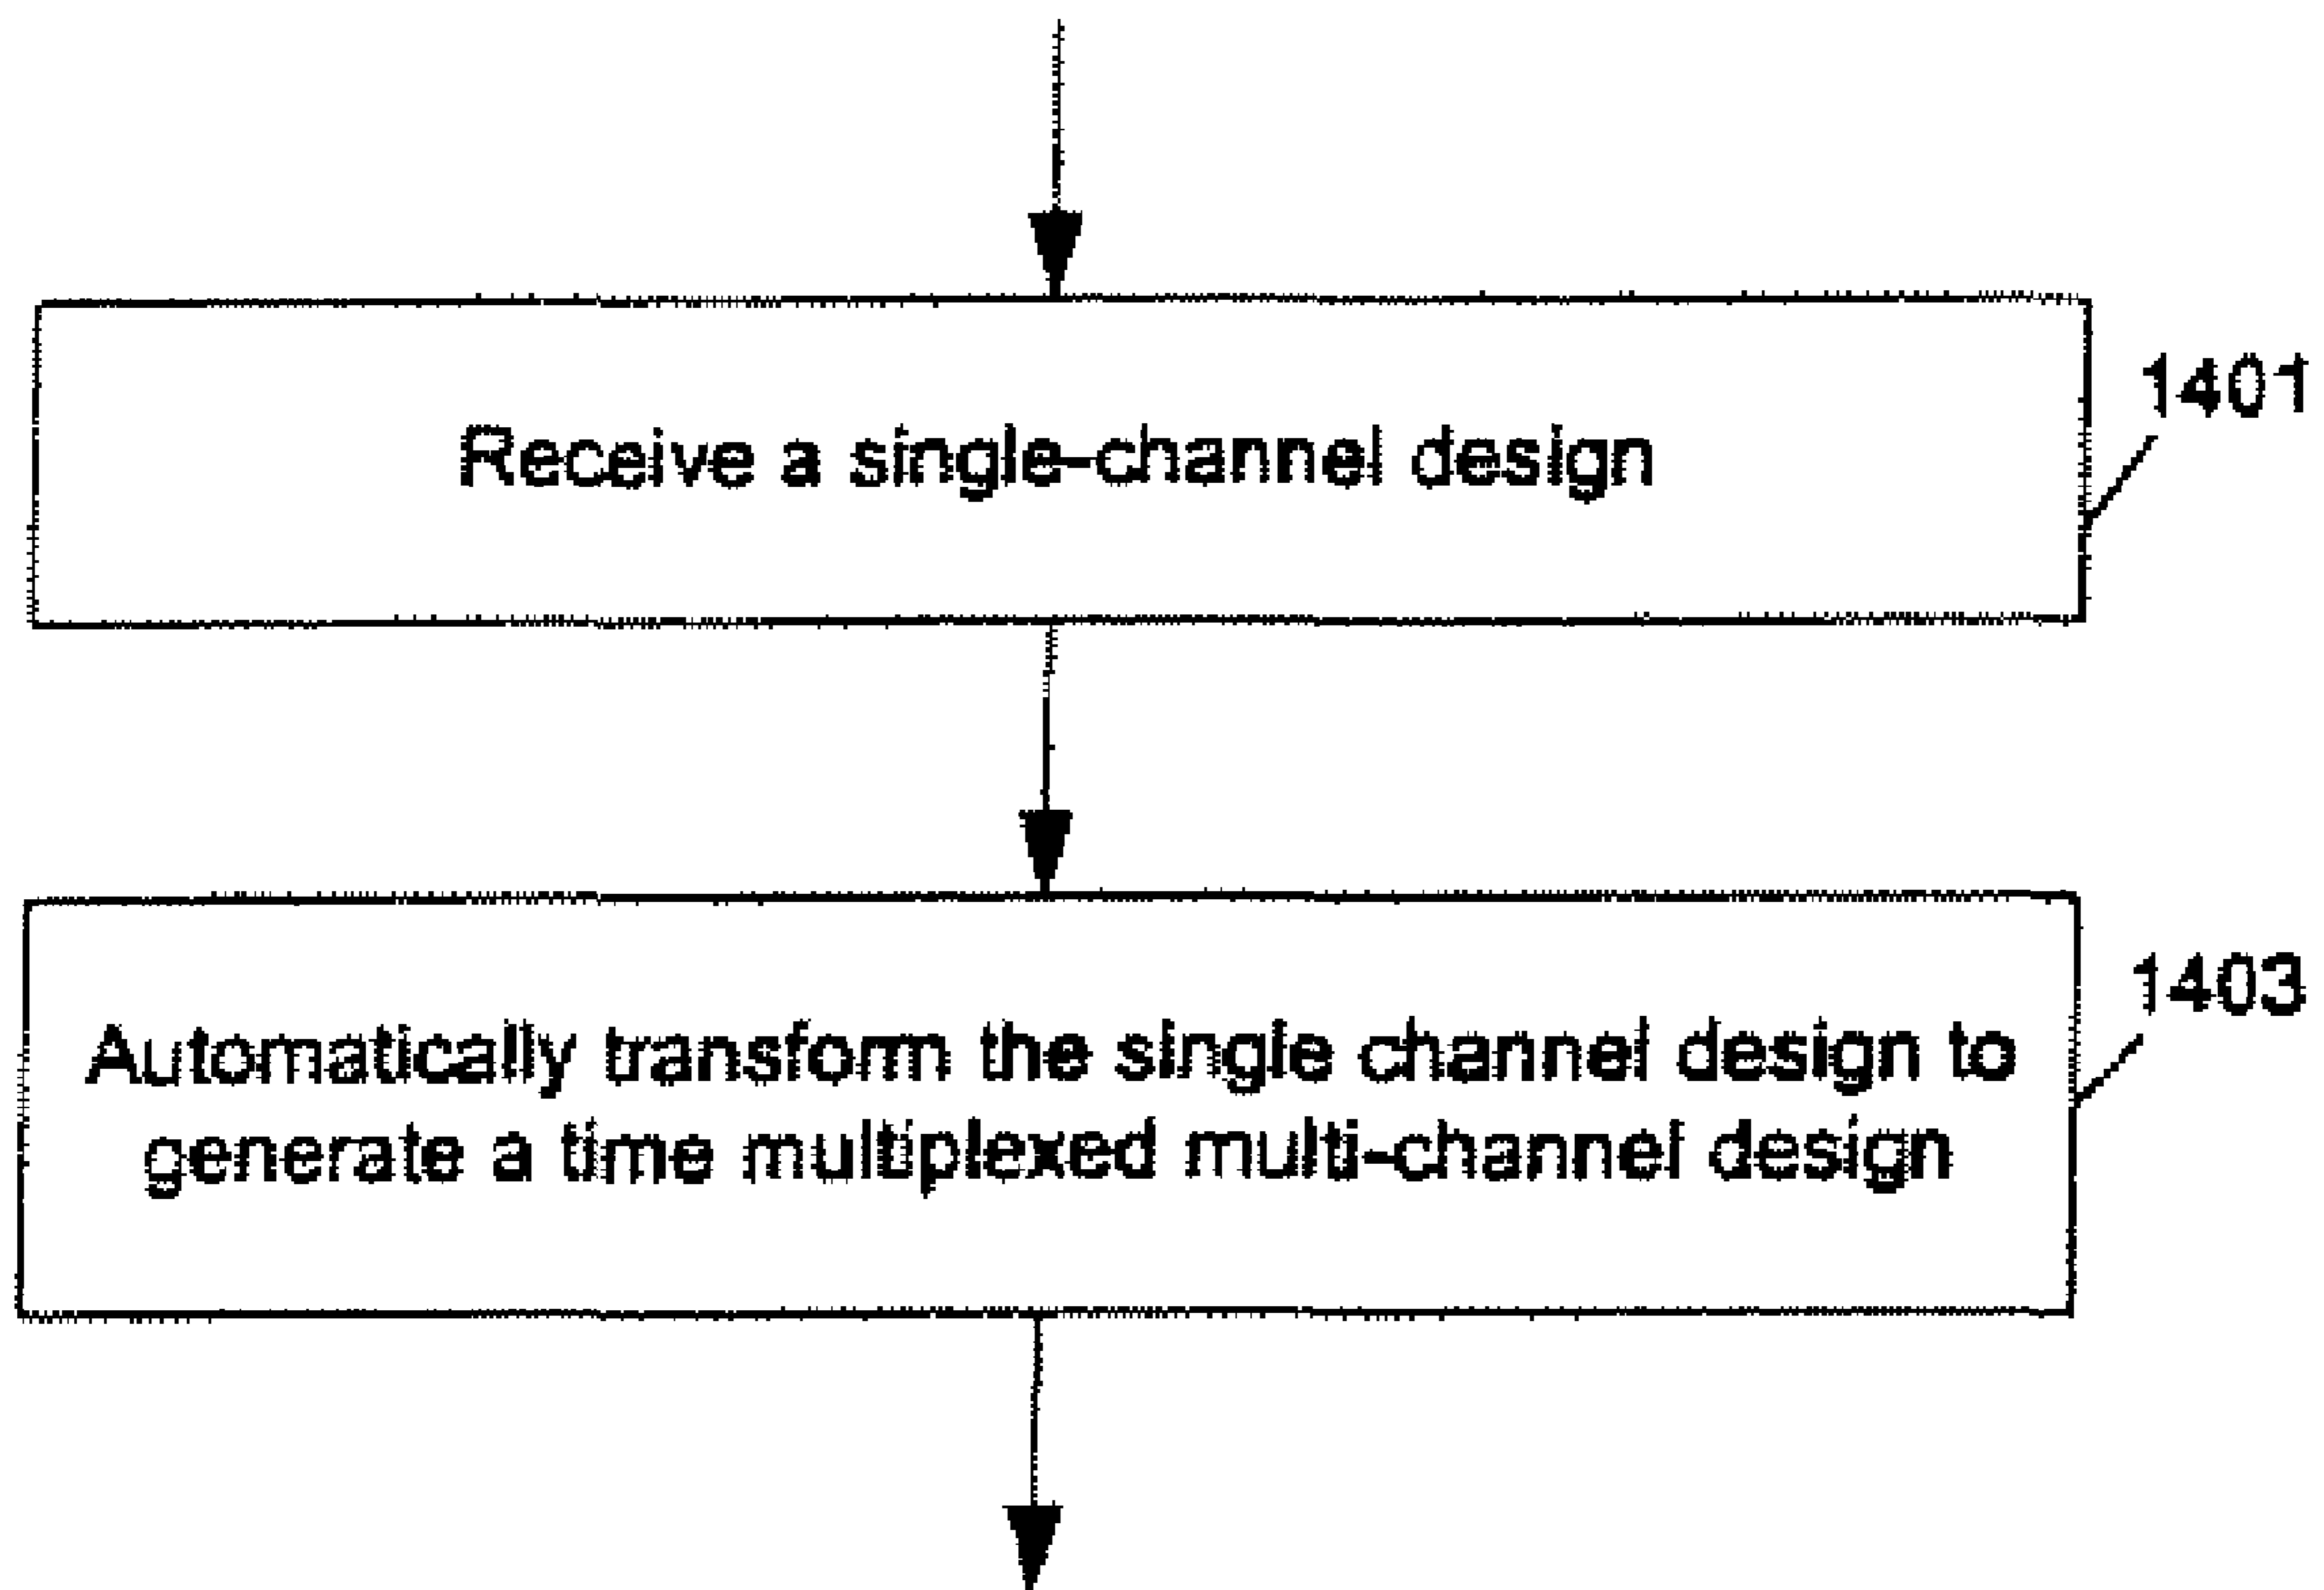 Receive a single-channel design
1401
Automatically transform the single channel design to
generate a time multiplexed multi-channel design
1403